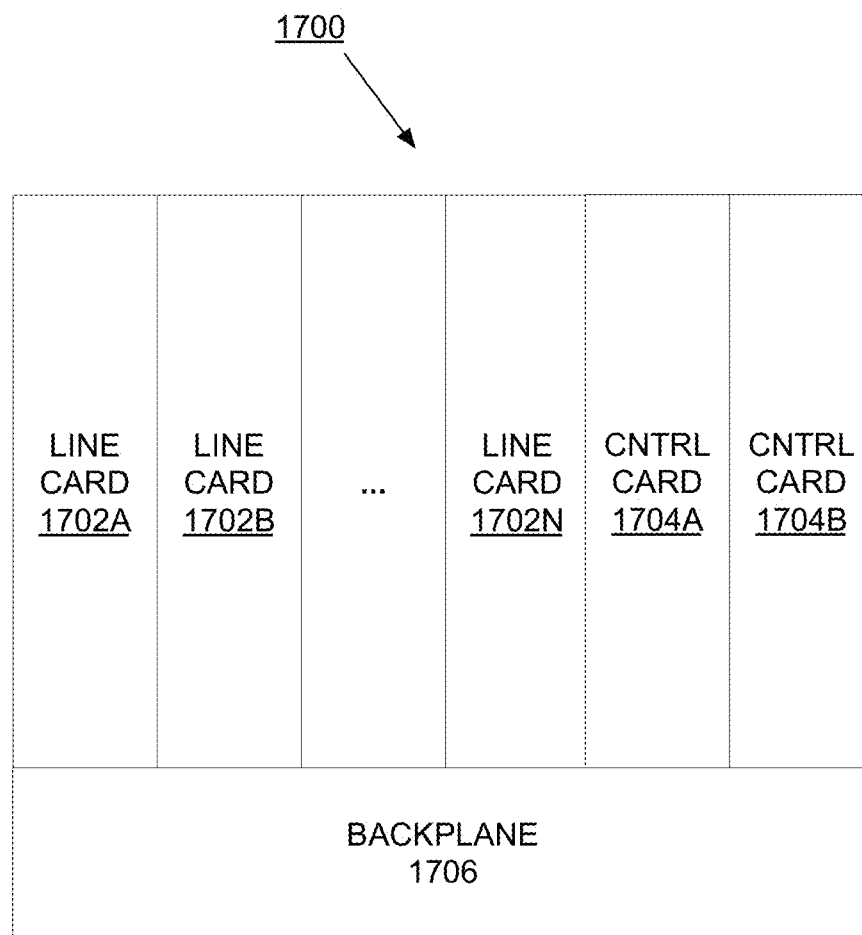 1700
LINE
CARD
1702A
LINE
CARD
1702B
...
LINE
CARD
1702N
CNTRL
CARD
1704A
CNTRL
CARD
1704B
BACKPLANE
1706